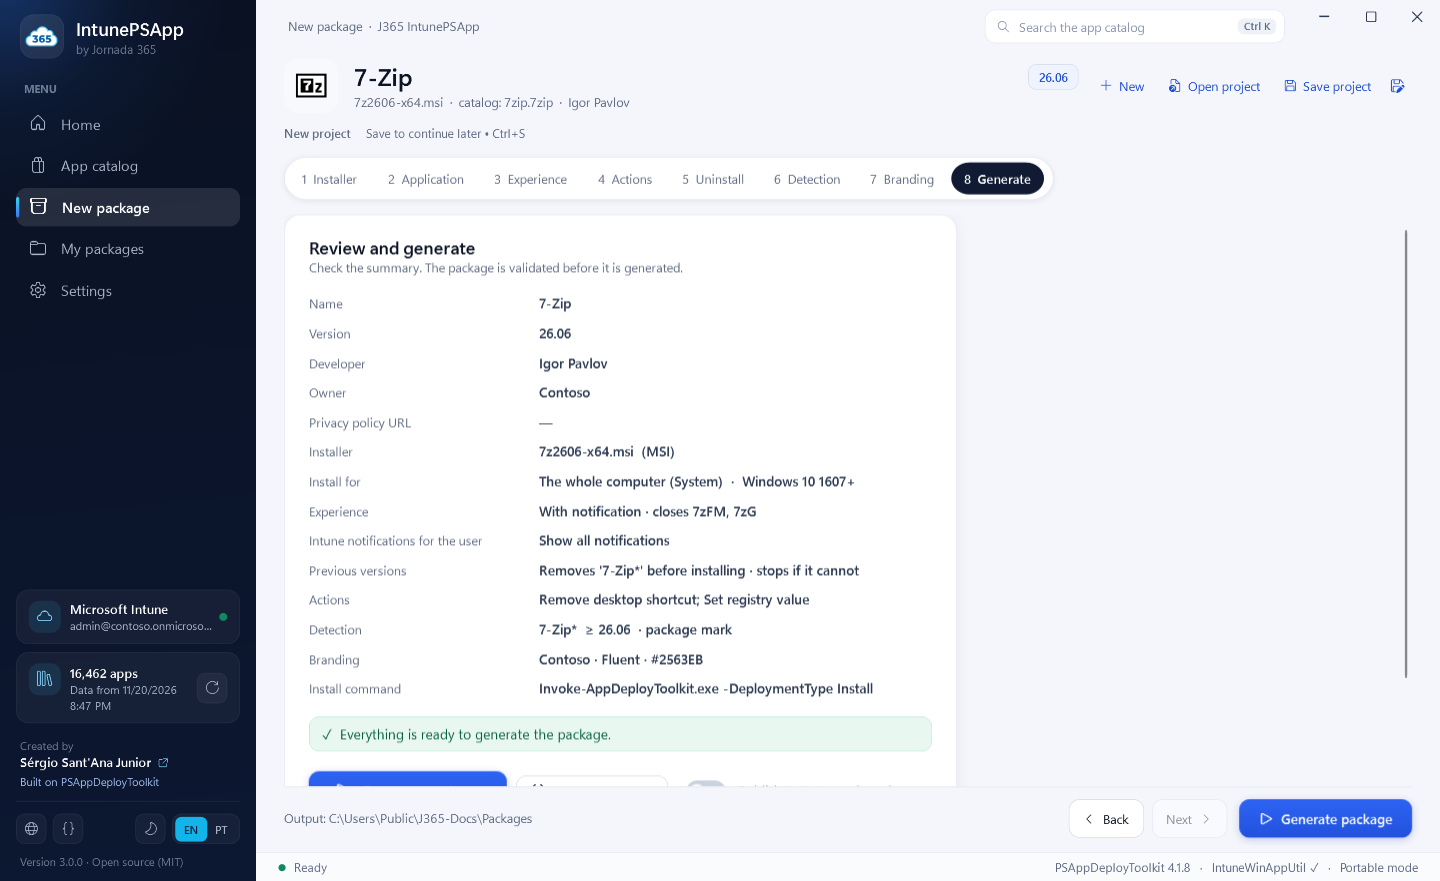 365
IntunePSApp
by Jornada 365
MENU
Home
App catalog
New package
My packages
Settings
Microsoft Intune
admin@contoso.onmicroso...
16,462 apps
Data from 11/20/2026
8:47 PM
Created by
Sérgio Sant'Ana Junior
Built on PSAppDeployToolkit
{}
EN
PT
Version 3.0.0 · Open source (MIT)
New package · J365 IntunePSApp
Search the app catalog
Ctrl K
7z
7-Zip
7z2606-x64.msi · catalog: 7zip.7zip · Igor Pavlov
26.06
New
Open project
Save project
New project Save to continue later • Ctrl+S
1 Installer
2 Application
3 Experience
4 Actions
5 Uninstall
6 Detection
7 Branding
8 Generate
Review and generate
Check the summary. The package is validated before it is generated.
Name 7-Zip
Version 26.06
Developer Igor Pavlov
Owner Contoso
Privacy policy URL —
Installer 7z2606-x64.msi (MSI)
Install for The whole computer (System) · Windows 10 1607+
Experience With notification · closes 7zFM, 7zG
Intune notifications for the user Show all notifications
Previous versions Removes '7-Zip*' before installing · stops if it cannot
Actions Remove desktop shortcut; Set registry value
Detection 7-Zip* ≥ 26.06 · package mark
Branding Contoso · Fluent · #2563EB
Install command Invoke-AppDeployToolkit.exe -DeploymentType Install
✓ Everything is ready to generate the package.
Output: C:\Users\Public\J365-Docs\Packages
Back
Next
Generate package
Ready
PSAppDeployToolkit 4.1.8 · IntuneWinAppUtil ✓ · Portable mode